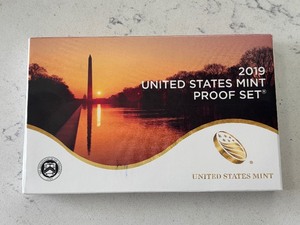 2019
UNITED STATES MINT
PROOF SET®
UNITED STATES MINT